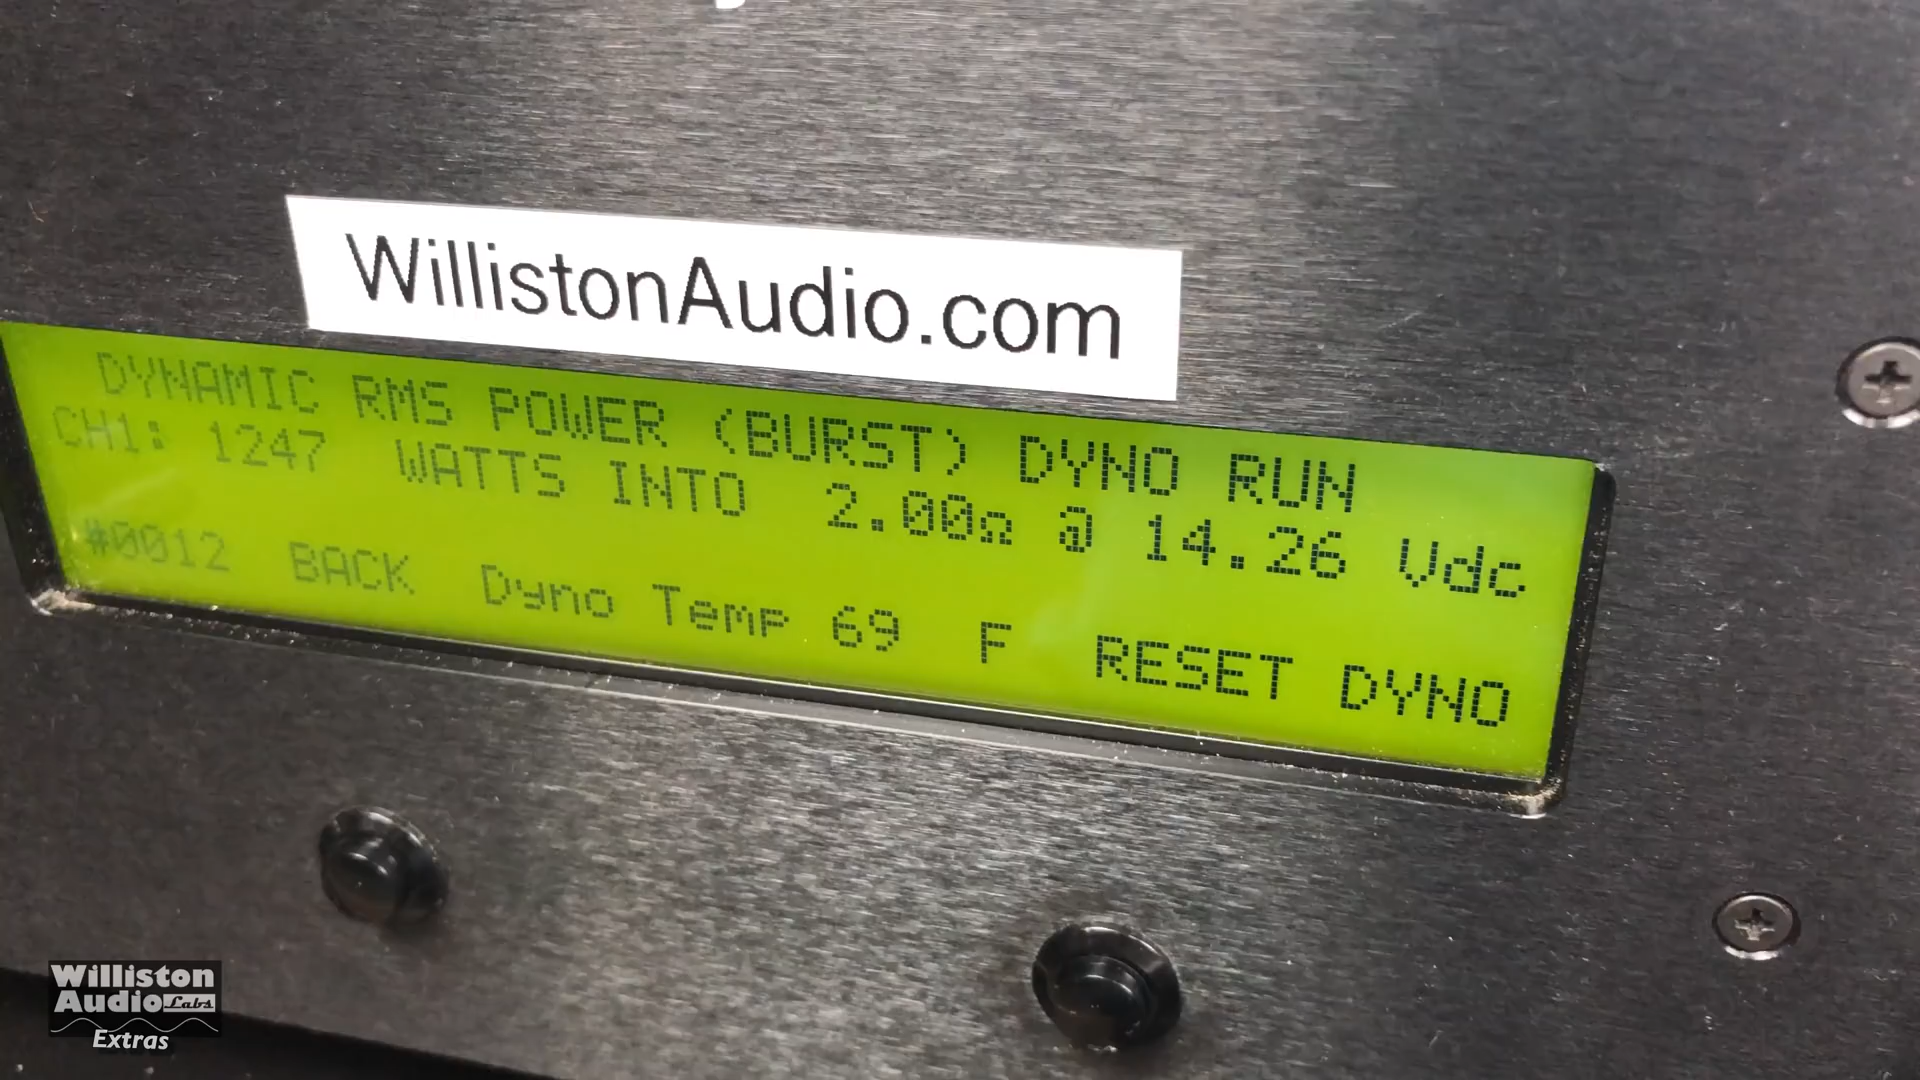 WillistonAudio.com
DYNAMIC RMS POWER (BURST) DYNO RUN
CH1: 1247 WATTS INTO 2.00Ω @ 14.26 Vdc
#0012 BACK Dyno Temp 69 F RESET DYNO
Williston
Audio Labs
Extras